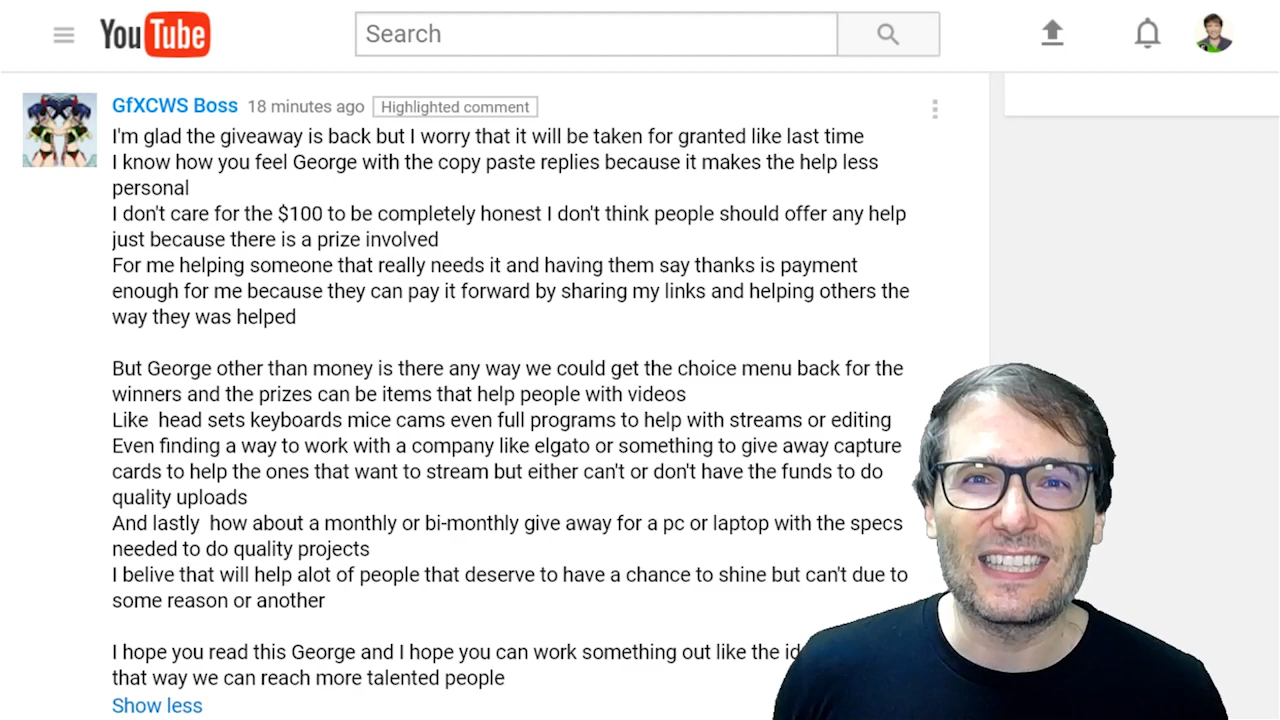 YouTube
Search
GfXCWS Boss 18 minutes ago Highlighted comment
I'm glad the giveaway is back but I worry that it will be taken for granted like last time
I know how you feel George with the copy paste replies because it makes the help less
personal
I don't care for the $100 to be completely honest I don't think people should offer any help
just because there is a prize involved
For me helping someone that really needs it and having them say thanks is payment
enough for me because they can pay it forward by sharing my links and helping others the
way they was helped
But George other than money is there any way we could get the choice menu back for the
winners and the prizes can be items that help people with videos
Like head sets keyboards mice cams even full programs to help with streams or editing
Even finding a way to work with a company like elgato or something to give away capture
cards to help the ones that want to stream but either can't or don't have the funds to do
quality uploads
And lastly how about a monthly or bi-monthly give away for a pc or laptop with the specs
needed to do quality projects
I belive that will help alot of people that deserve to have a chance to shine but can't due to
some reason or another
I hope you read this George and I hope you can work something out like the
that way we can reach more talented people
Show less